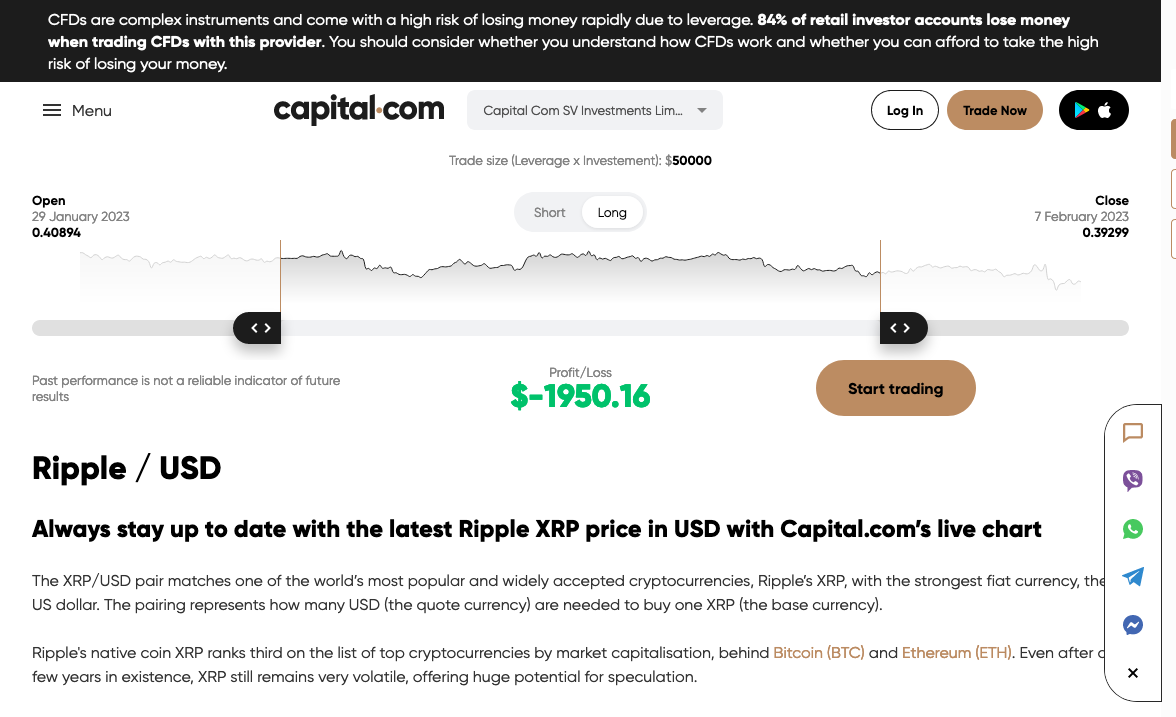 CFDs are complex instruments and come with a high risk of losing money rapidly due to leverage. 84% of retail investor accounts lose money
when trading CFDs with this provider. You should consider whether you understand how CFDs work and whether you can afford to take the high
risk of losing your money.
Menu
capital.com
Capital Com SV Investments Lim...
Log In
Trade Now
Trade size (Leverage x Investement): $50000
Open
29 January 2023
0.40894
Short
Long
Close
7 February 2023
0.39299
Past performance is not a reliable indicator of future
results
Profit/Loss
$-1950.16
Start trading
Ripple / USD
Always stay up to date with the latest Ripple XRP price in USD with Capital.com’s live chart
The XRP/USD pair matches one of the world’s most popular and widely accepted cryptocurrencies, Ripple’s XRP, with the strongest fiat currency, the
US dollar. The pairing represents how many USD (the quote currency) are needed to buy one XRP (the base currency).
Ripple's native coin XRP ranks third on the list of top cryptocurrencies by market capitalisation, behind Bitcoin (BTC) and Ethereum (ETH). Even after
few years in existence, XRP still remains very volatile, offering huge potential for speculation.